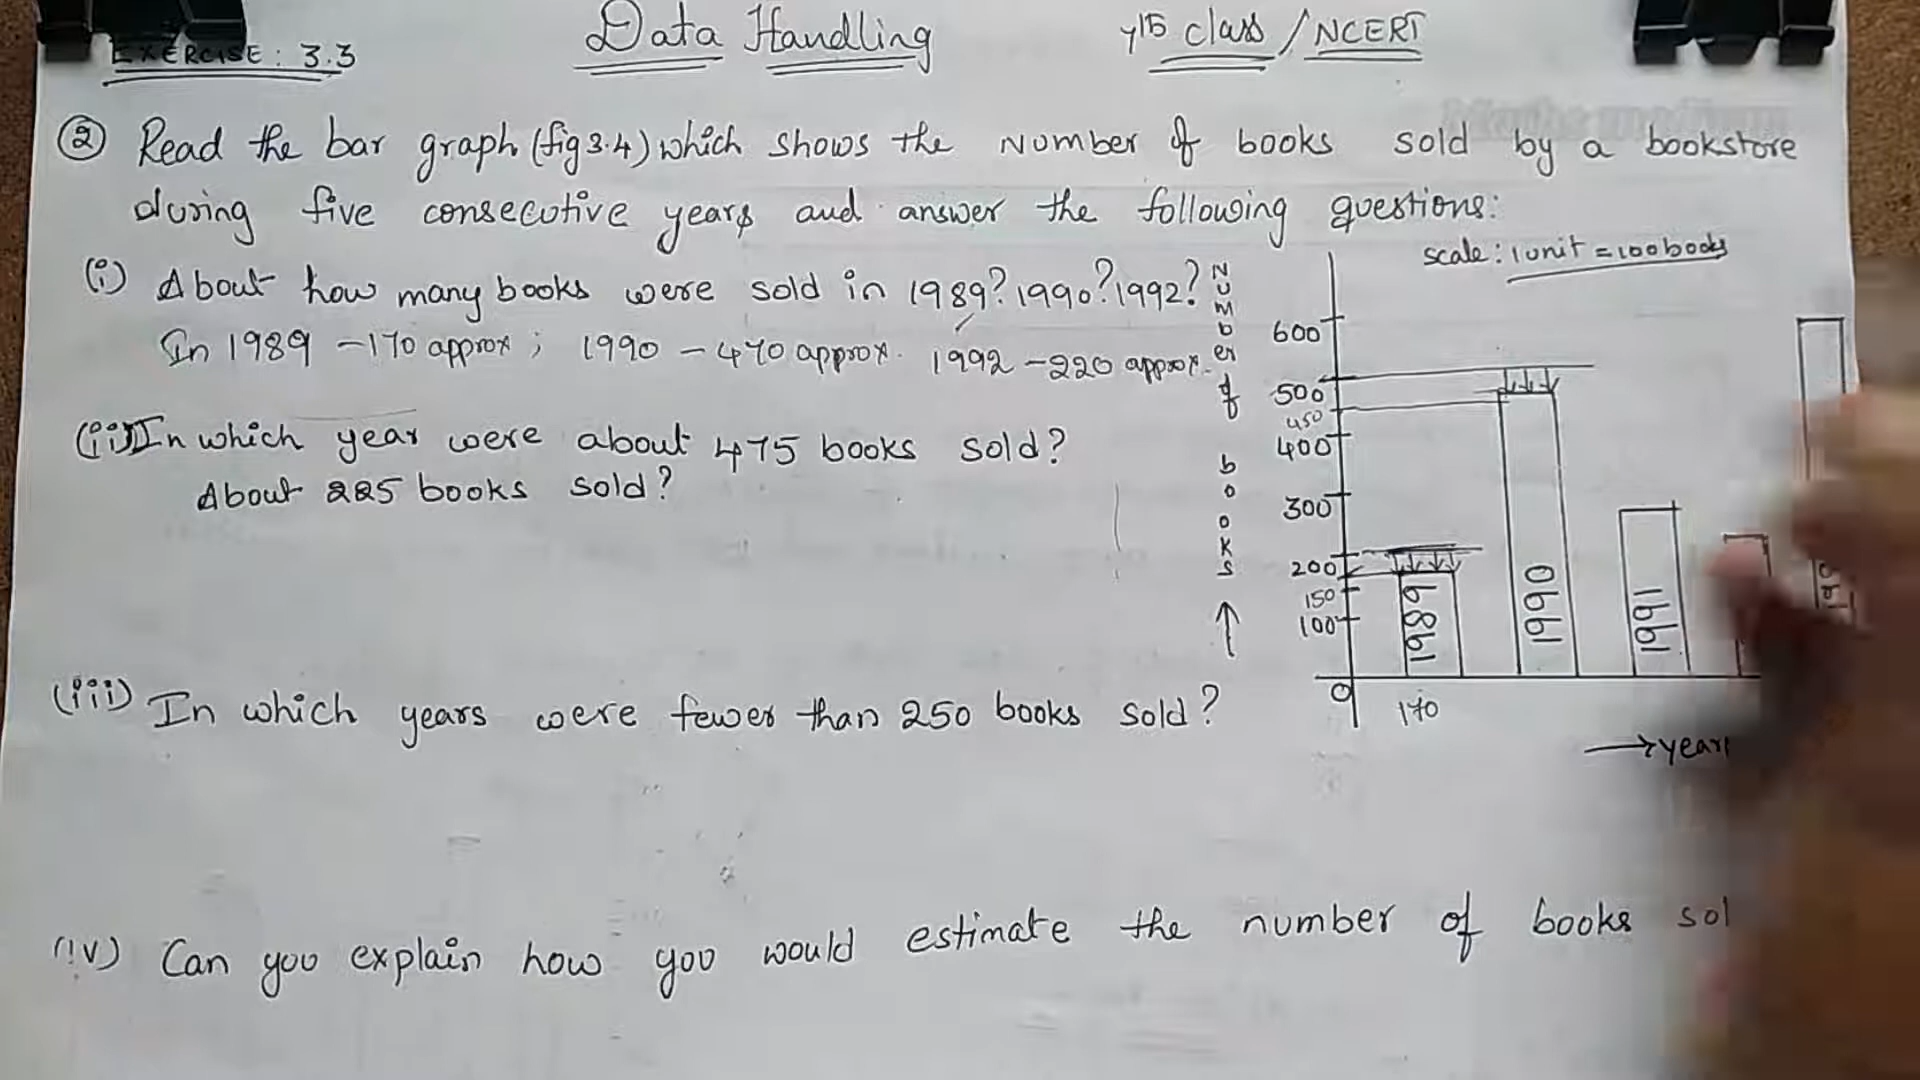 EXERCISE: 3.3
Data Handling
class / NCERT
② Read the bar graph (fig 3.4) which shows the Number of books sold by a bookstore
during five consecutive years and answer the following questions:
(i) About how many books were sold in 1989? 1990? 1992?
In 1989 - 170 approx ; 1990 - 470 approx. 1992 - 220 approx.
(ii) In which year were about 475 books sold?
About 225 books sold?
(iii) In which years were fewer than 250 books sold?
(iv) Can you explain how you would estimate the number of books
scale: 1 unit = 100 books
Number of books
600
500
450
400
300
200
150
100
0
1989
1990
1991
170